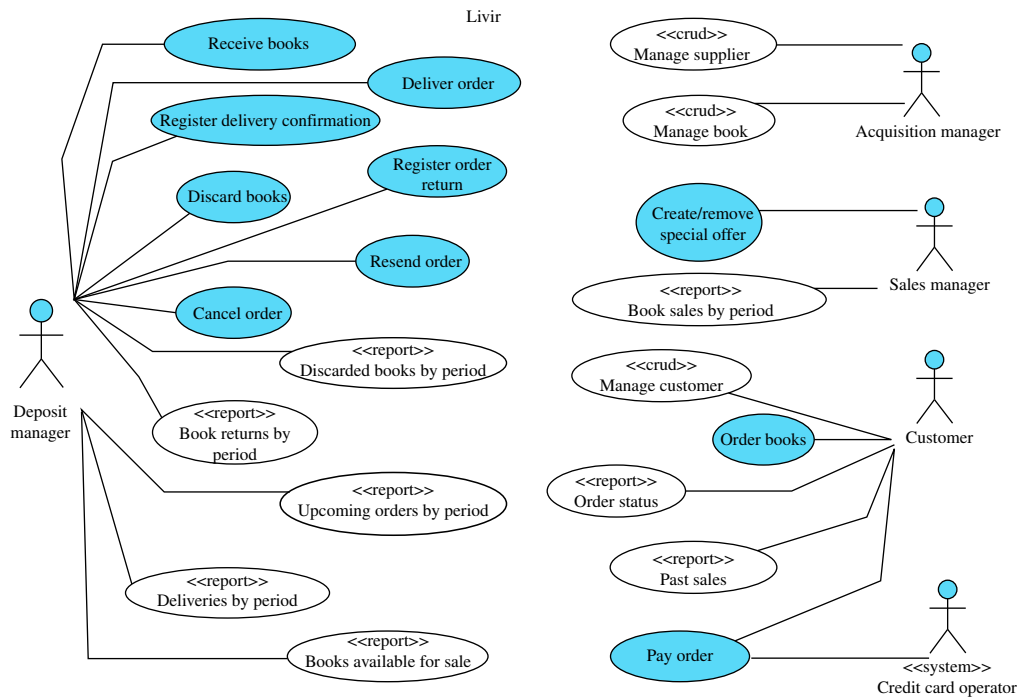 Livir
Receive books
Deliver order
Register delivery confirmation
Register order
return
Discard books
Resend order
Cancel order
<<report>>
Discarded books by period
Deposit
manager
<<report>>
Book returns by
period
<<report>>
Upcoming orders by period
<<report>>
Deliveries by period
<<report>>
Books available for sale
<<crud>>
Manage supplier
<<crud>>
Manage book
Acquisition manager
Create/remove
special offer
Sales manager
<<report>>
Book sales by period
<<crud>>
Manage customer
Order books
Customer
<<report>>
Order status
<<report>>
Past sales
Pay order
<<system>>
Credit card operator